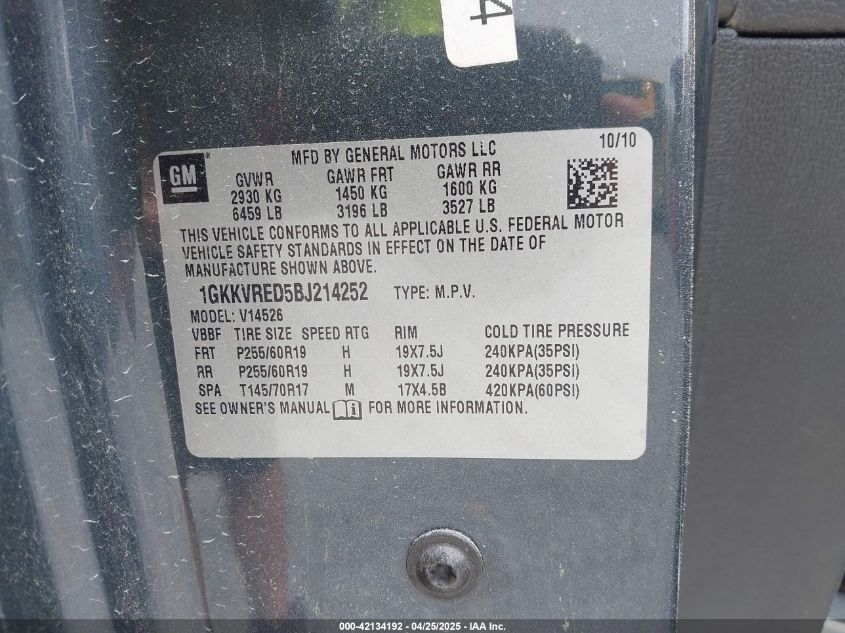 4
MFD BY GENERAL MOTORS LLC 10/10
GM
GVWR GAWR FRT GAWR RR
2930 KG 1450 KG 1600 KG
6459 LB 3196 LB 3527 LB
THIS VEHICLE CONFORMS TO ALL APPLICABLE U.S. FEDERAL MOTOR
VEHICLE SAFETY STANDARDS IN EFFECT ON THE DATE OF
MANUFACTURE SHOWN ABOVE.
1GKKVRED5BJ214252 TYPE: M.P.V.
MODEL: V14526
VBBF TIRE SIZE SPEED RTG RIM COLD TIRE PRESSURE
FRT P255/60R19 H 19X7.5J 240KPA(35PSI)
RR P255/60R19 H 19X7.5J 240KPA(35PSI)
SPA T145/70R17 M 17X4.5B 420KPA(60PSI)
SEE OWNER'S MANUAL FOR MORE INFORMATION.
000-42134192 - 04/25/2025 - IAA Inc.